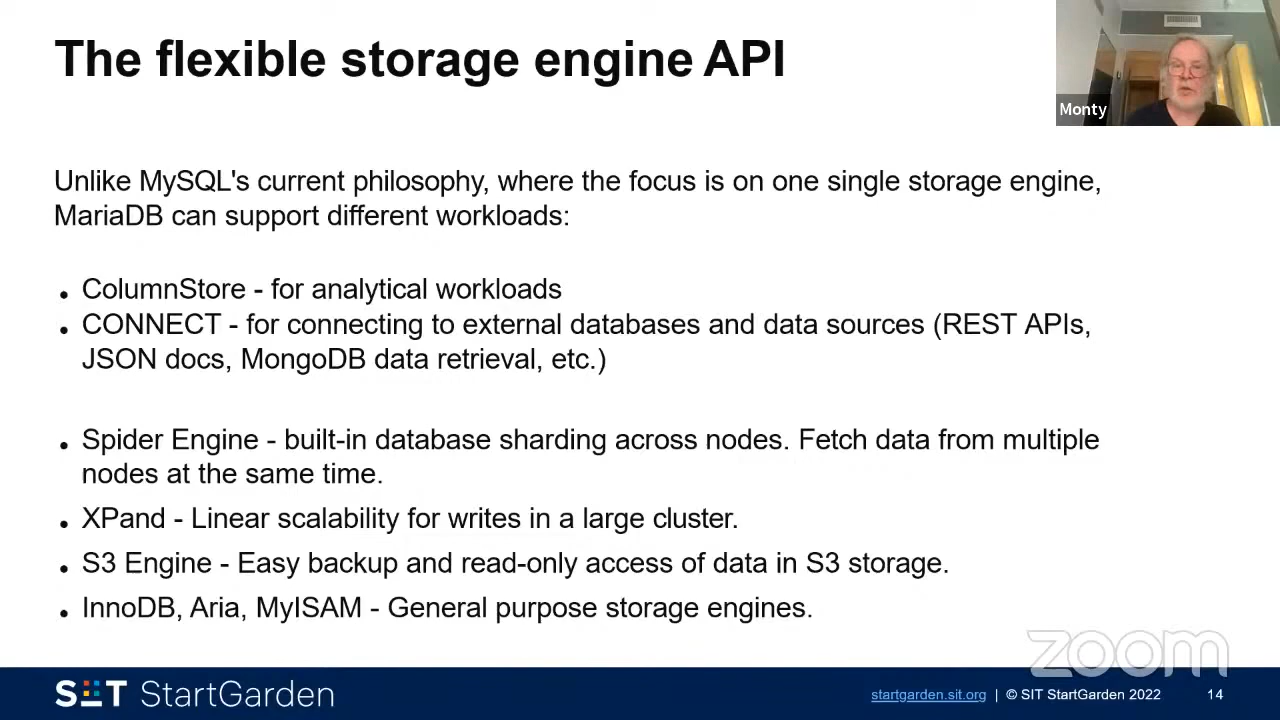 The flexible storage engine API
Monty
Unlike MySQL's current philosophy, where the focus is on one single storage engine,
MariaDB can support different workloads:
• ColumnStore - for analytical workloads
• CONNECT - for connecting to external databases and data sources (REST APIs,
JSON docs, MongoDB data retrieval, etc.)
• Spider Engine - built-in database sharding across nodes. Fetch data from multiple
nodes at the same time.
• XPand - Linear scalability for writes in a large cluster.
• S3 Engine - Easy backup and read-only access of data in S3 storage.
• InnoDB, Aria, MyISAM - General purpose storage engines.
zoom
SIT StartGarden
startgarden.sit.org | © SIT StartGarden 2022 14